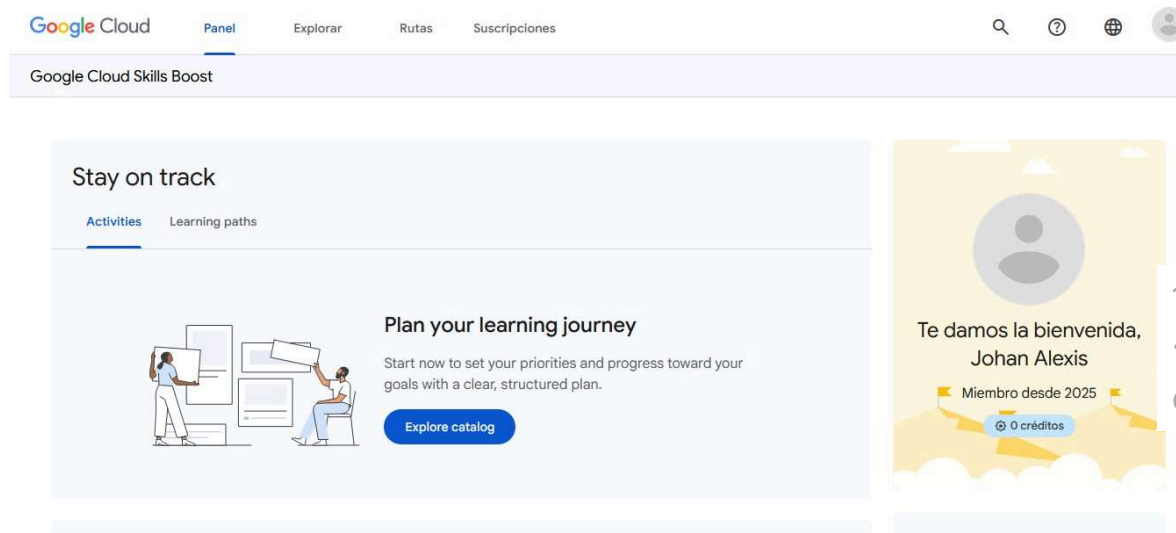 Google Cloud
Panel
Explorar
Rutas
Suscripciones
Google Cloud Skills Boost
Stay on track
Activities
Learning paths
Plan your learning journey
Start now to set your priorities and progress toward your
goals with a clear, structured plan.
Explore catalog
Te damos la bienvenida,
Johan Alexis
Miembro desde 2025
0 créditos